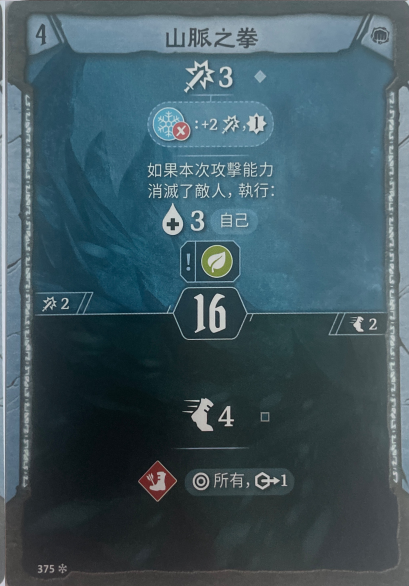 4 山脈之拳
3
:+2 , 1
如果本次攻擊能力
消滅了敵人, 執行:
3 自己
!
2
16
2
4
所有, 1
375